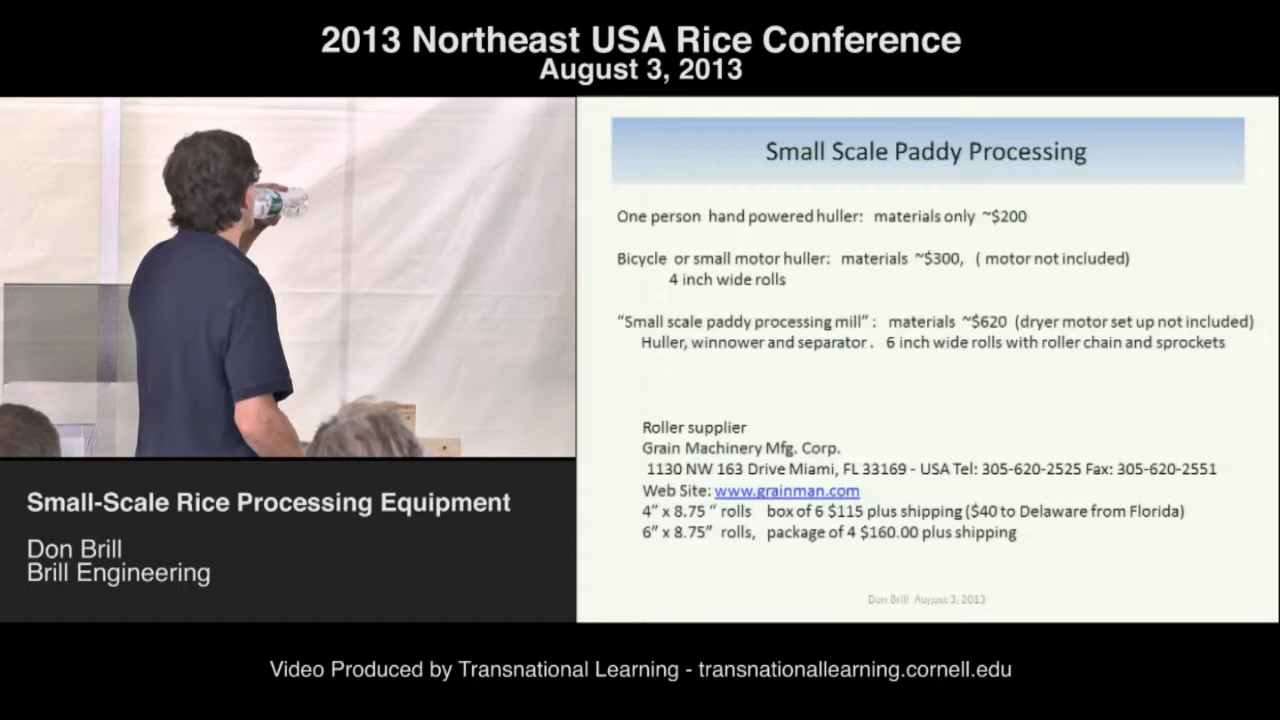 2013 Northeast USA Rice Conference
August 3, 2013
Small Scale Paddy Processing
One person hand powered huller: materials only ~$200
Bicycle or small motor huller: materials ~$300, ( motor not included)
4 inch wide rolls
“Small scale paddy processing mill” : materials ~$620 (dryer motor set up not included)
Huller, winnower and separator . 6 inch wide rolls with roller chain and sprockets
Roller supplier
Grain Machinery Mfg. Corp.
1130 NW 163 Drive Miami, FL 33169 - USA Tel: 305-620-2525 Fax: 305-620-2551
Web Site: www.grainman.com
4” x 8.75 “ rolls box of 6 $115 plus shipping ($40 to Delaware from Florida)
6” x 8.75” rolls, package of 4 $160.00 plus shipping
Don Brill August 3, 2013
Small-Scale Rice Processing Equipment
Don Brill
Brill Engineering
Video Produced by Transnational Learning - transnationallearning.cornell.edu